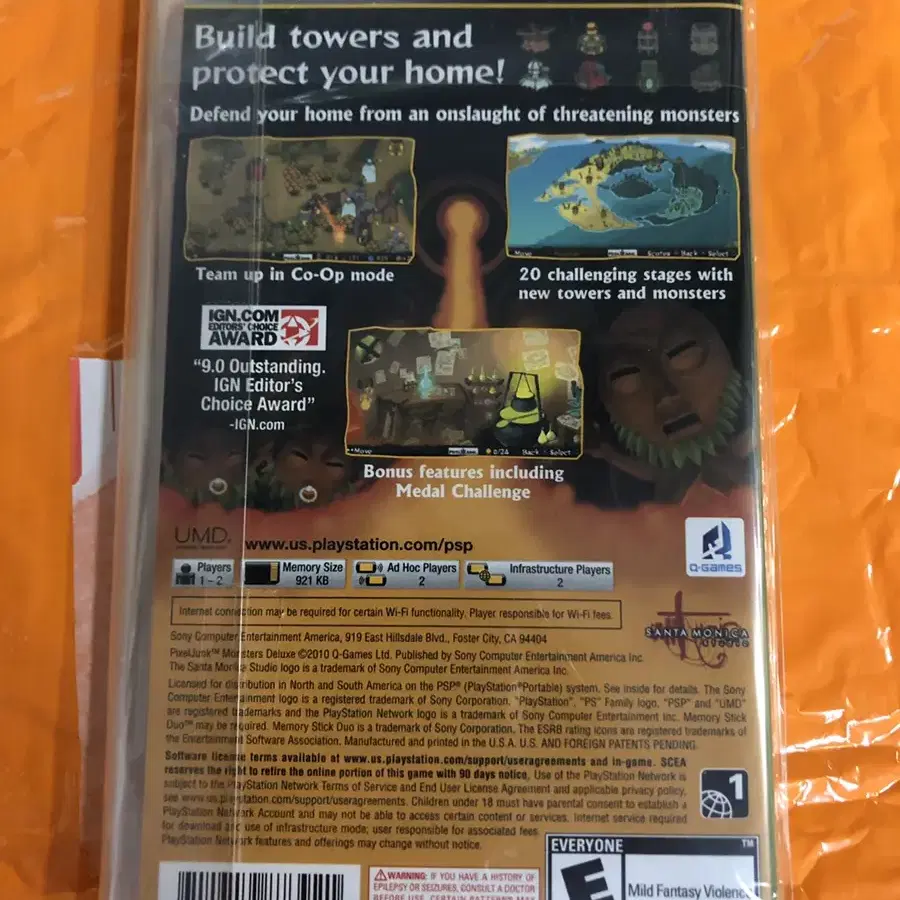 Build towers and
protect your home!
Defend your home from an onslaught of threatening monsters
Team up in Co-Op mode
Move
Scores
Back
Select
20 challenging stages with
new towers and monsters
IGN.COM
EDITORS' CHOICE
AWARD
"9.0 Outstanding.
IGN Editor's
Choice Award"
-IGN.com
Move
0/24
Back
Select
Bonus features including
Medal Challenge
UMD
www.us.playstation.com/psp
Q-GAMES
Players
1 - 2
Memory Size
921 KB
Ad Hoc Players
2
Infrastructure Players
2
Internet connection may be required for certain Wi-Fi functionality. Player responsible for Wi-Fi fees.
SANTA MONICA
studio
Sony Computer Entertainment America, 919 East Hillsdale Blvd., Foster City, CA 94404
PixelJunk™ Monsters Deluxe ©2010 Q-Games Ltd. Published by Sony Computer Entertainment America Inc.
The Santa Monica Studio logo is a trademark of Sony Computer Entertainment America Inc.
Licensed for distribution in North and South America on the PSP® (PlayStation®Portable) system. See inside for details. The Sony
Computer Entertainment logo is a registered trademark of Sony Corporation. "PlayStation", "PS" Family logo, "PSP" and "UMD"
are registered trademarks and the PlayStation Network logo is a trademark of Sony Computer Entertainment Inc. Memory Stick
Duo™ may be required. Memory Stick Duo is a trademark of Sony Corporation. The ESRB rating icons are registered trademarks of
the Entertainment Software Association. Manufactured and printed in the U.S.A. U.S. AND FOREIGN PATENTS PENDING.
Software license terms available at www.us.playstation.com/support/useragreements and in-game. SCEA
reserves the right to retire the online portion of this game with 90 days notice. Use of the PlayStation Network is
subject to the PlayStation Network Terms of Service and End User License Agreement and applicable privacy policy,
see www.us.playstation.com/support/useragreements. Children under 18 must have parental consent to establish a
PlayStation Network Account and may not be able to access certain content or services. Internet service required
for download and use of infrastructure mode; user responsible for associated fees.
PlayStation Network features and offerings may change without notice.
1
EVERYONE
TM
E
Mild Fantasy Violence
WARNING: IF YOU HAVE A HISTORY OF
EPILEPSY OR SEIZURES, CONSULT A DOCTOR
BEFORE USE. CERTAIN PATTERNS MAY